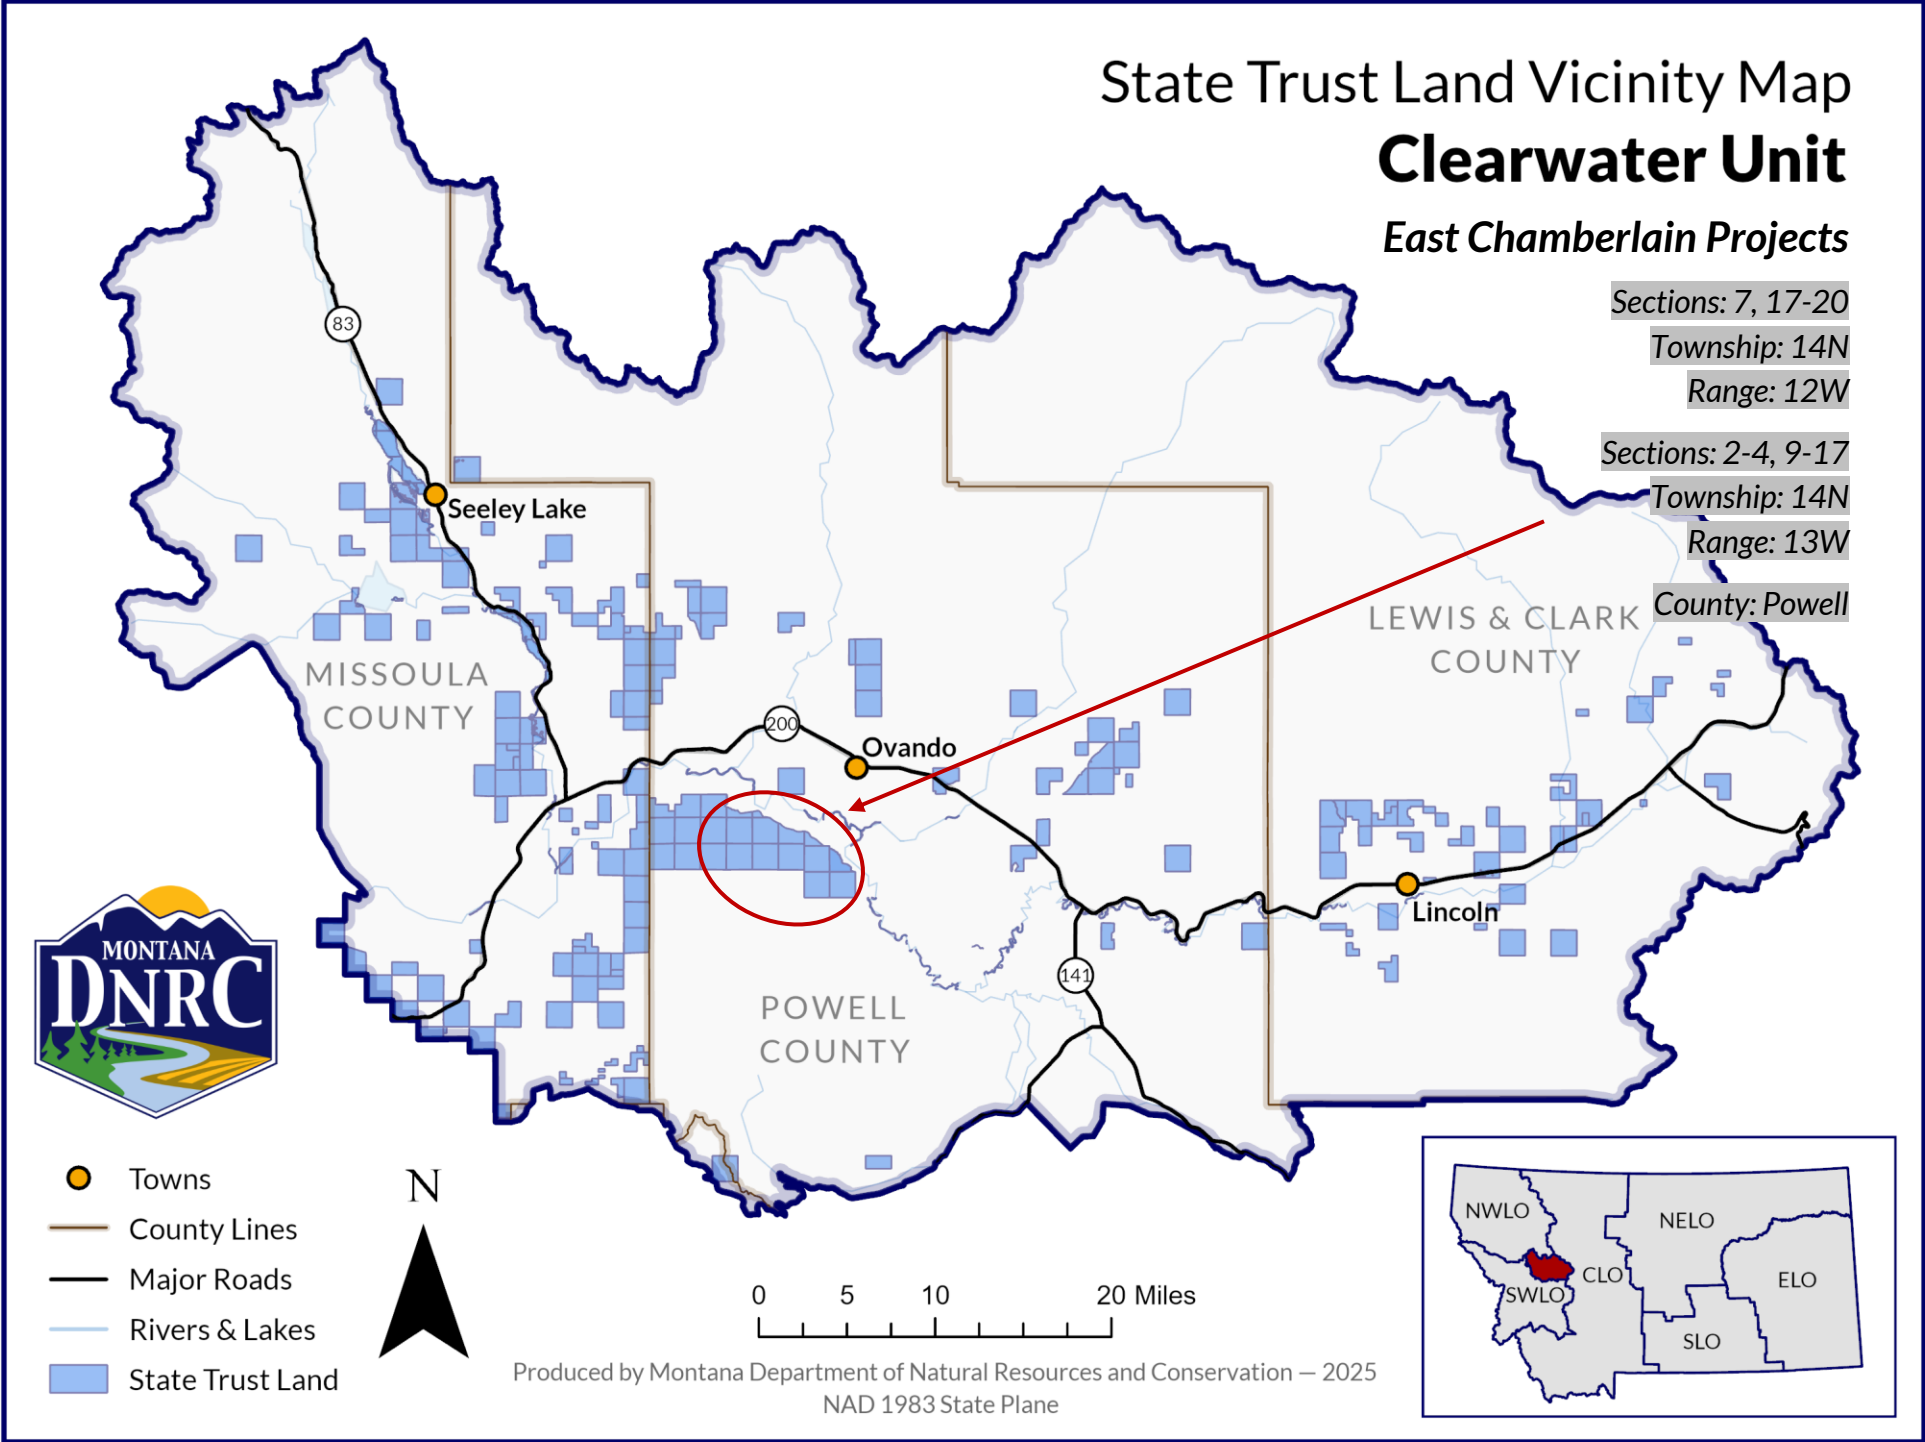 State Trust Land Vicinity Map
Clearwater Unit
East Chamberlain Projects
Sections: 7, 17-20
Township: 14N
Range: 12W
Sections: 2-4, 9-17
Township: 14N
Range: 13W
County: Powell
83
Seeley Lake
MISSOULA
COUNTY
200
Ovando
LEWIS & CLARK
COUNTY
Lincoln
141
POWELL
COUNTY
MONTANA
DNRC
Towns
County Lines
Major Roads
Rivers & Lakes
State Trust Land
N
0 5 10 20 Miles
Produced by Montana Department of Natural Resources and Conservation — 2025
NAD 1983 State Plane
NWLO
NELO
CLO
ELO
SWLO
SLO